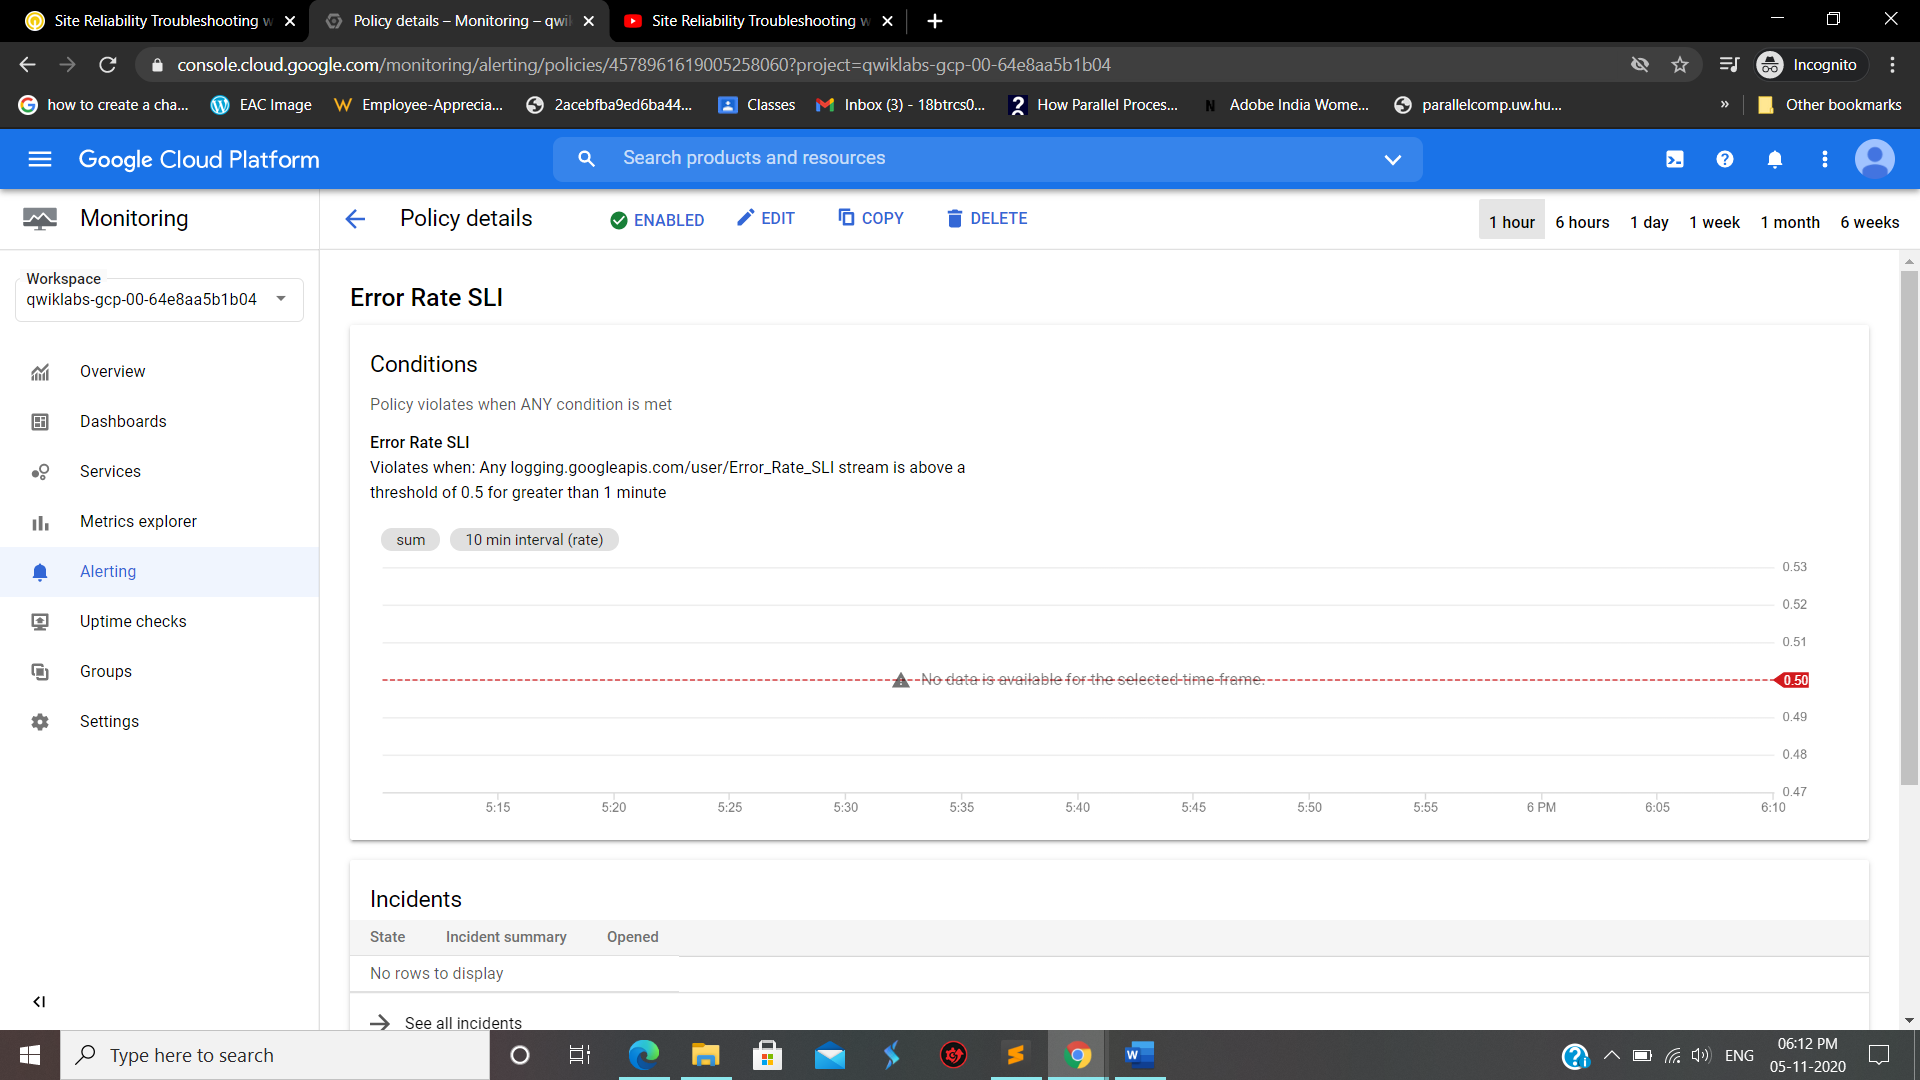 Site Reliability Troubleshooting w
Policy details – Monitoring – qwik
Site Reliability Troubleshooting w
console.cloud.google.com/monitoring/alerting/policies/4578961619005258060?project=qwiklabs-gcp-00-64e8aa5b1b04
Incognito
how to create a cha...
EAC Image
Employee-Apprecia...
2acebfba9ed6ba44...
Classes
Inbox (3) - 18btrcs0...
How Parallel Proces...
Adobe India Wome...
parallelcomp.uw.hu...
»
Other bookmarks
Google Cloud Platform
Search products and resources
Monitoring
Policy details
ENABLED
EDIT
COPY
DELETE
1 hour
6 hours
1 day
1 week
1 month
6 weeks
Workspace
qwiklabs-gcp-00-64e8aa5b1b04
Overview
Dashboards
Services
Metrics explorer
Alerting
Uptime checks
Groups
Settings
Error Rate SLI
Conditions
Policy violates when ANY condition is met
Error Rate SLI
Violates when: Any logging.googleapis.com/user/Error_Rate_SLI stream is above a
threshold of 0.5 for greater than 1 minute
sum
10 min interval (rate)
0.53
0.52
0.51
No data is available for the selected time frame.
0.50
0.49
0.48
0.47
5:15
5:20
5:25
5:30
5:35
5:40
5:45
5:50
5:55
6 PM
6:05
6:10
Incidents
State
Incident summary
Opened
No rows to display
See all incidents
Type here to search
ENG
06:12 PM
05-11-2020